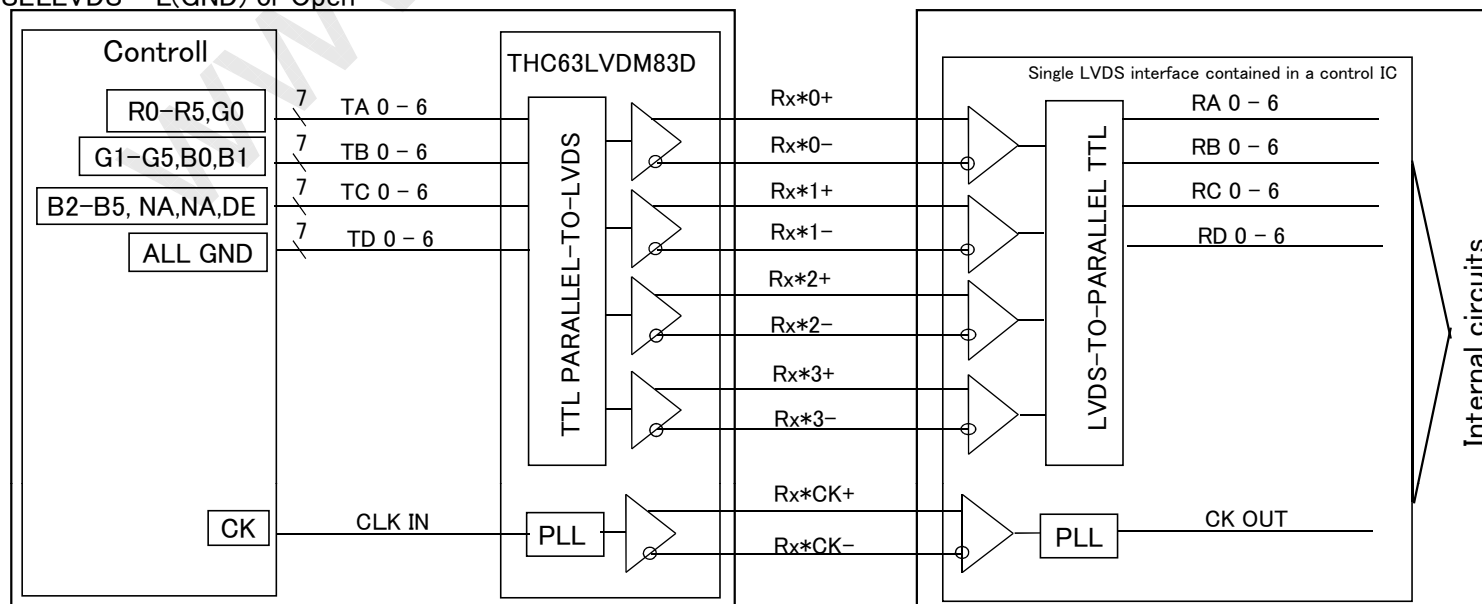 SELLVDS = L(GND) or Open
Controll
THC63LVDM83D
Single LVDS interface contained in a control IC
R0-R5,G0
7
TA 0 - 6
Rx*0+
RA 0 - 6
G1-G5,B0,B1
7
TB 0 - 6
Rx*0-
RB 0 - 6
B2-B5, NA,NA,DE
7
TC 0 - 6
Rx*1+
RC 0 - 6
ALL GND
7
TD 0 - 6
Rx*1-
RD 0 - 6
TTL PARALLEL-TO-LVDS
Rx*2+
Rx*2-
Rx*3+
Rx*3-
LVDS-TO-PARALLEL TTL
Internal circuits
CK
CLK IN
PLL
Rx*CK+
Rx*CK-
PLL
CK OUT